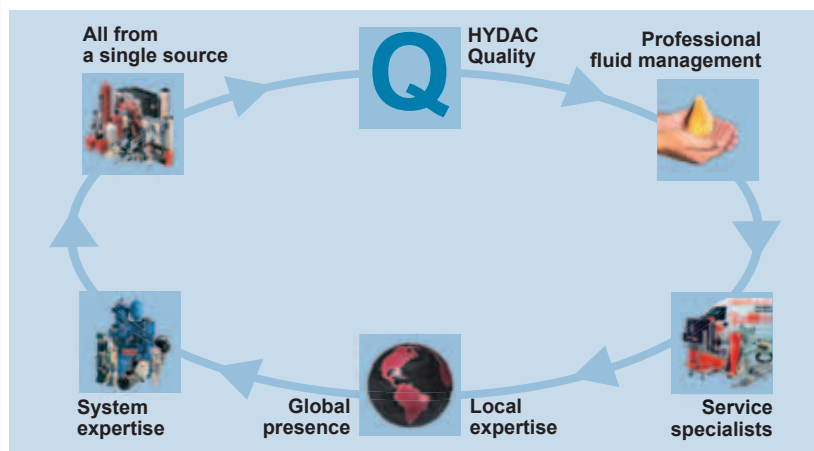 All from
a single source
Q
HYDAC
Quality
Professional
fluid management
System
expertise
Global
presence
Local
expertise
Service
specialists